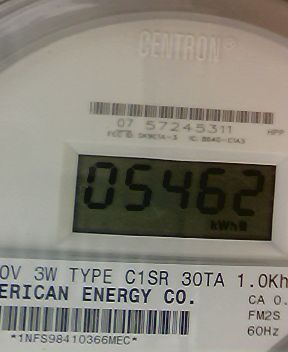 CENTRON®
07 57245311
HPP
05462
kWh
0V 3W TYPE C1SR 30TA 1.0Kh
ERICAN ENERGY CO.
CA 0.
FM2S
60Hz
*1NFS98410366MEC*